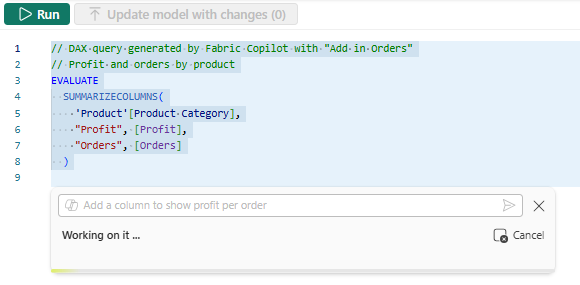 Run
Update model with changes (0)
1 // DAX query generated by Fabric Copilot with "Add in Orders"
2 // Profit and orders by product
3 EVALUATE
4 SUMMARIZECOLUMNS(
5 'Product'[Product Category],
6 "Profit", [Profit],
7 "Orders", [Orders]
8 )
9
Add a column to show profit per order
Working on it ...
Cancel